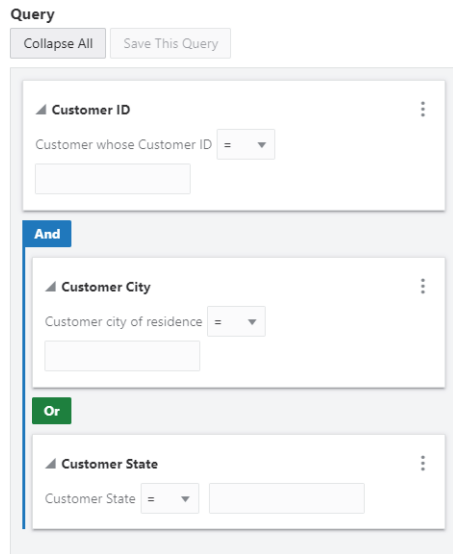 Query
Collapse All Save This Query
Customer ID
Customer whose Customer ID =
And
Customer City
Customer city of residence =
Or
Customer State
Customer State =